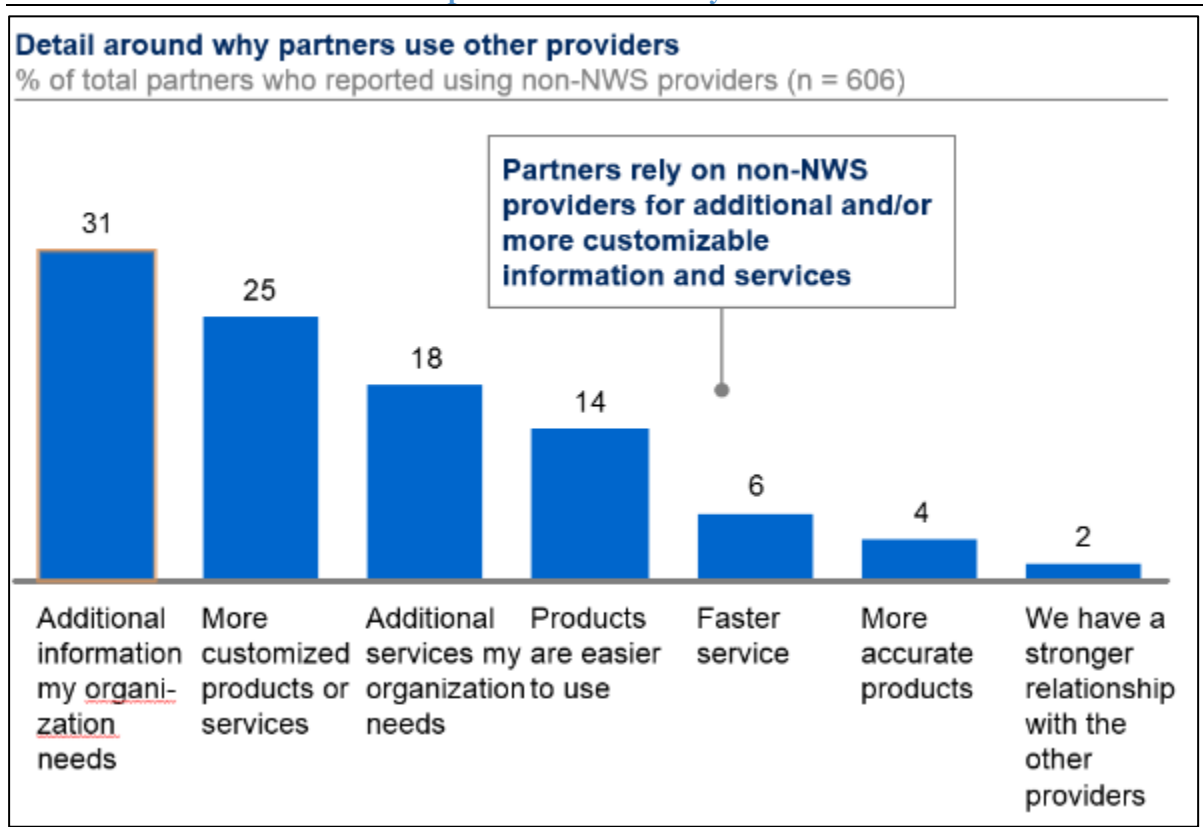 Detail around why partners use other providers
% of total partners who reported using non-NWS providers (n = 606)
Partners rely on non-NWS
providers for additional and/or
more customizable
information and services
31
25
18
14
6
4
2
Additional
information
my organi-
zation
needs
More
customized
products or
services
Additional
services my
organization
needs
Products
are easier
to use
Faster
service
More
accurate
products
We have a
stronger
relationship
with the
other
providers